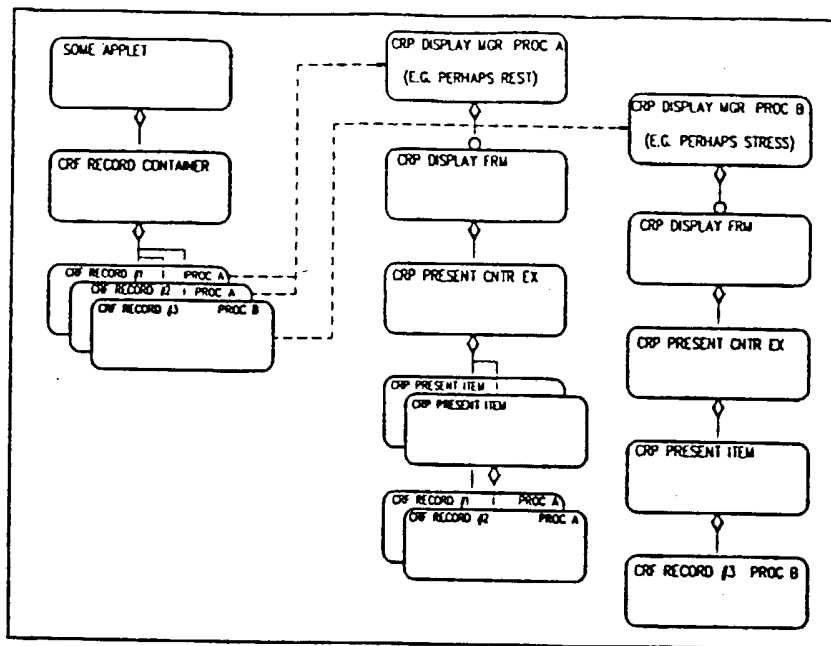 SOME APPLET
CRF RECORD CONTAINER
CRF RECORD #1 PROC A
CRF RECORD #2 PROC A
CRF RECORD #3 PROC B
CRP DISPLAY MGR PROC A
(E.G. PERHAPS REST)
CRP DISPLAY FRM
CRP PRESENT CNTR EX
CRP PRESENT ITEM
CRP PRESENT ITEM
CRF RECORD #1 PROC A
CRF RECORD #2 PROC A
CRP DISPLAY MGR PROC B
(E.G. PERHAPS STRESS)
CRP DISPLAY FRM
CRP PRESENT CNTR EX
CRP PRESENT ITEM
CRF RECORD #3 PROC B